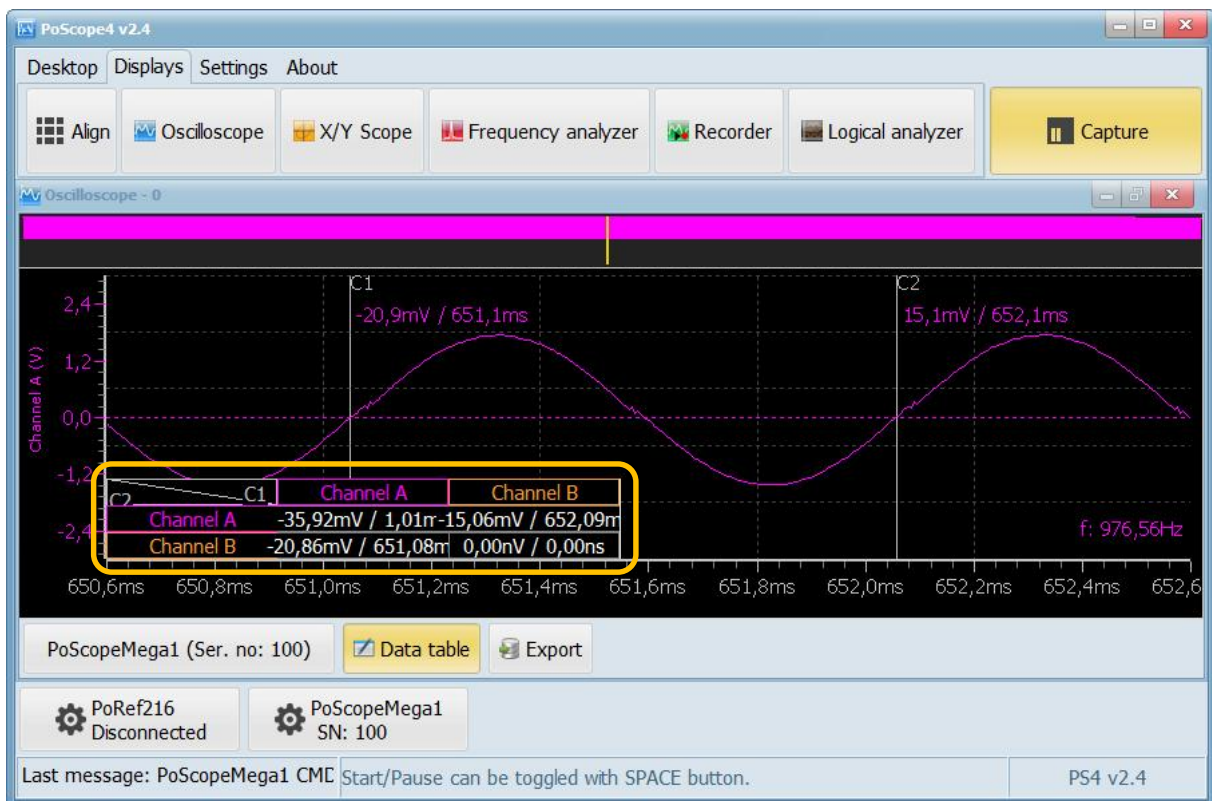 PoScope4 v2.4
Desktop Displays Settings About
Align Oscilloscope X/Y Scope Frequency analyzer Recorder Logical analyzer Capture
Oscilloscope - 0
C1 C2
2,4 -20,9mV / 651,1ms 15,1mV / 652,1ms
1,2
Channel A (V)
0,0
-1,2
C2 C1 Channel A Channel B
Channel A -35,92mV / 1,01m -15,06mV / 652,09m
-2,4 f: 976,56Hz
Channel B -20,86mV / 651,08m 0,00nV / 0,00ns
650,6ms 650,8ms 651,0ms 651,2ms 651,4ms 651,6ms 651,8ms 652,0ms 652,2ms 652,4ms 652,6
PoScopeMega1 (Ser. no: 100) Data table Export
PoRef216 PoScopeMega1
Disconnected SN: 100
Last message: PoScopeMega1 CMD Start/Pause can be toggled with SPACE button. PS4 v2.4